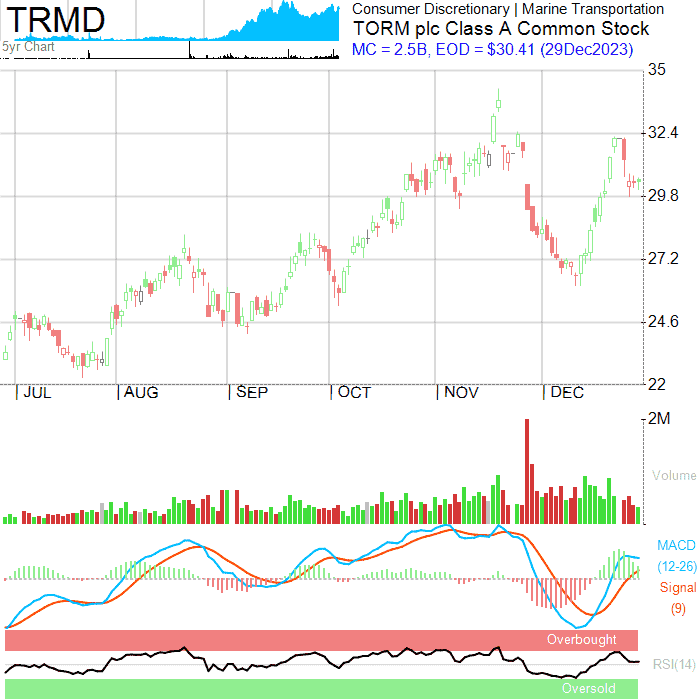 TRMD
5yr Chart
Consumer Discretionary | Marine Transportation
TORM plc Class A Common Stock
MC = 2.5B, EOD = $30.41 (29Dec2023)
35
32.4
29.8
27.2
24.6
22
JUL AUG SEP OCT NOV DEC
2M
Volume
MACD
(12-26)
Signal
(9)
Overbought
RSI(14)
Oversold